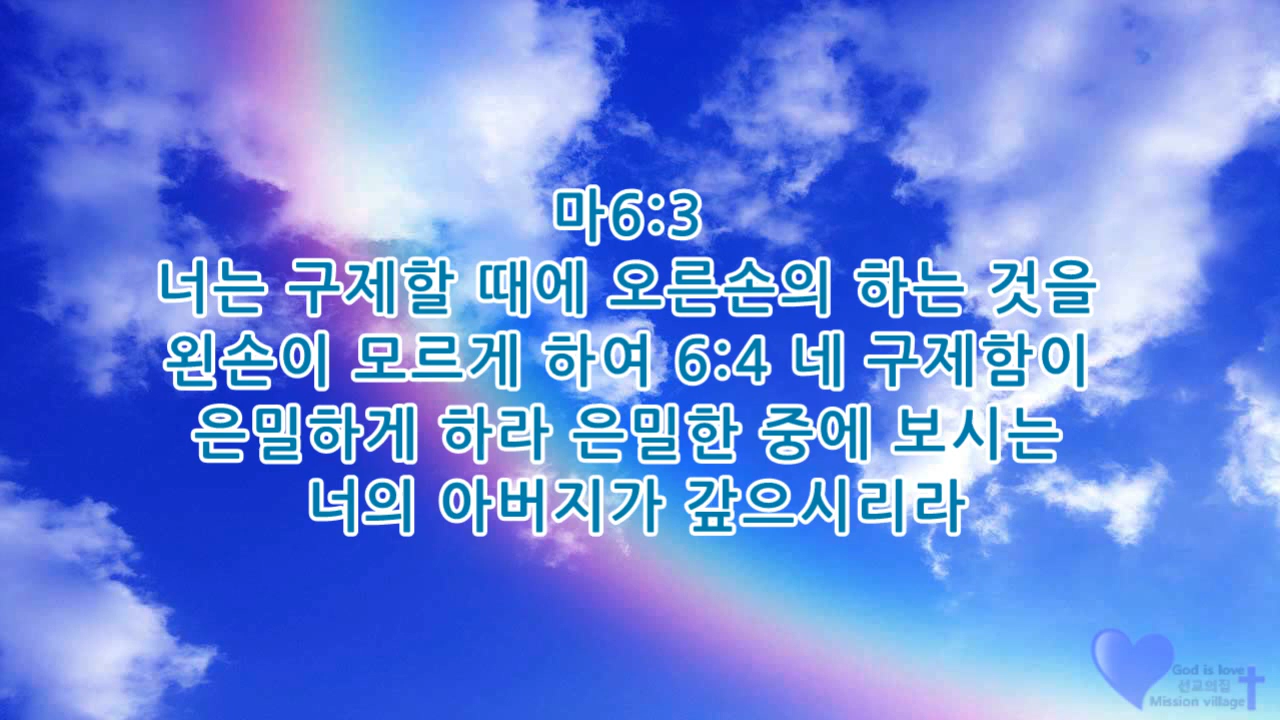 마6:3
너는 구제할 때에 오른손의 하는 것을
왼손이 모르게 하여 6:4 네 구제함이
은밀하게 하라 은밀한 중에 보시는
너의 아버지가 갚으시리라
God is love
선교의집
Mission village